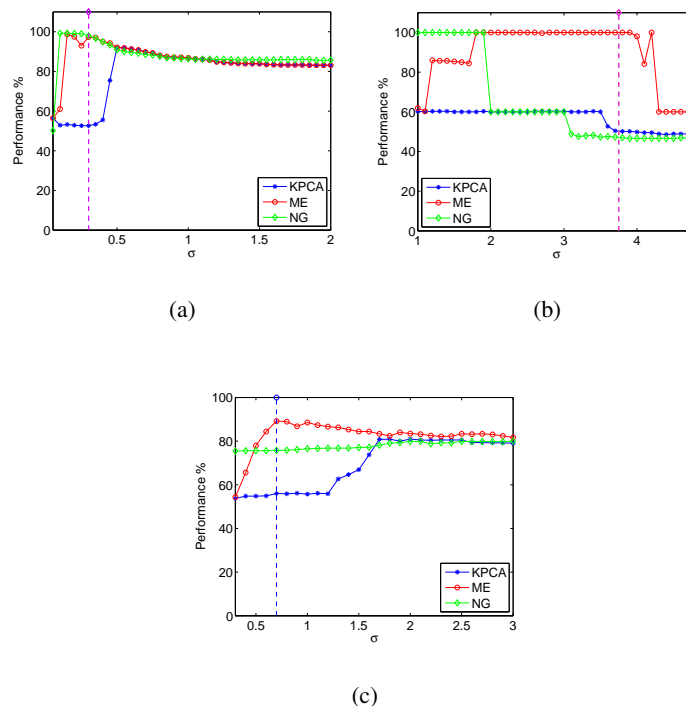 100
80
60
40
20
0
Performance %
0.5 1 1.5 2
σ
KPCA
ME
NG
(a)
100
80
60
40
20
0
Performance %
1 2 3 4
σ
KPCA
ME
NG
(b)
100
80
60
40
20
0
Performance %
0.5 1 1.5 2 2.5 3
σ
KPCA
ME
NG
(c)